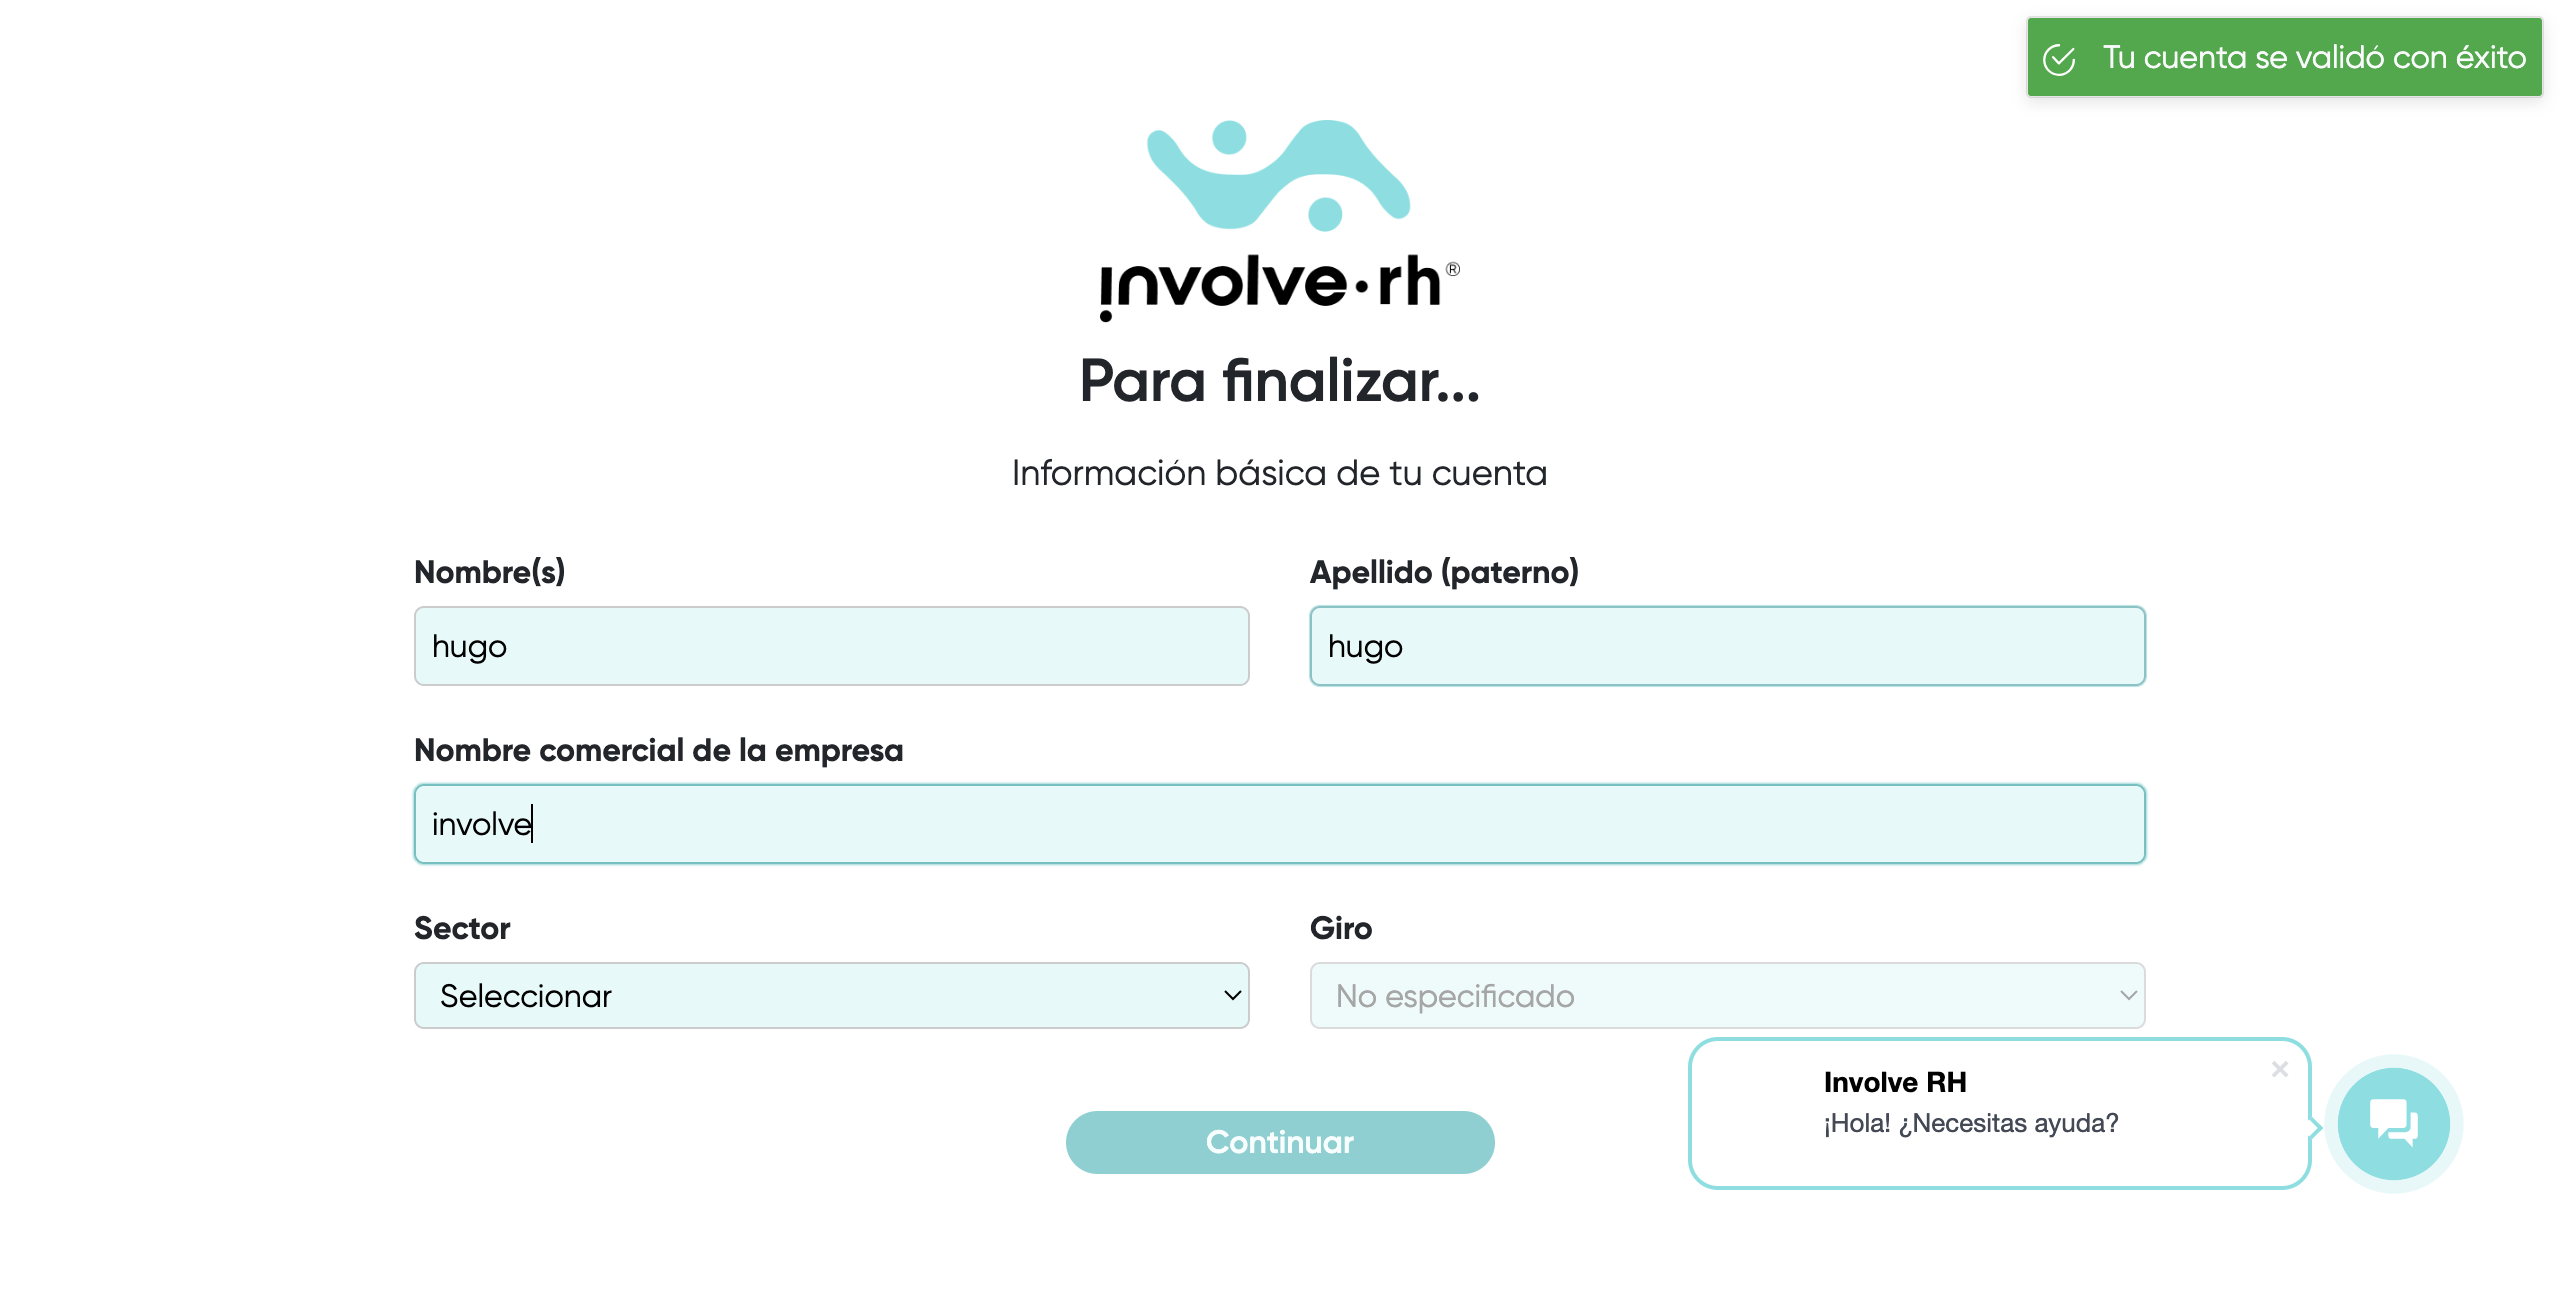 Tu cuenta se validó con éxito
involve·rh®
Para finalizar...
Información básica de tu cuenta
Nombre(s)
Apellido (paterno)
hugo
hugo
Nombre comercial de la empresa
involve
Sector
Giro
Seleccionar
No especificado
Involve RH
¡Hola! ¿Necesitas ayuda?
Continuar